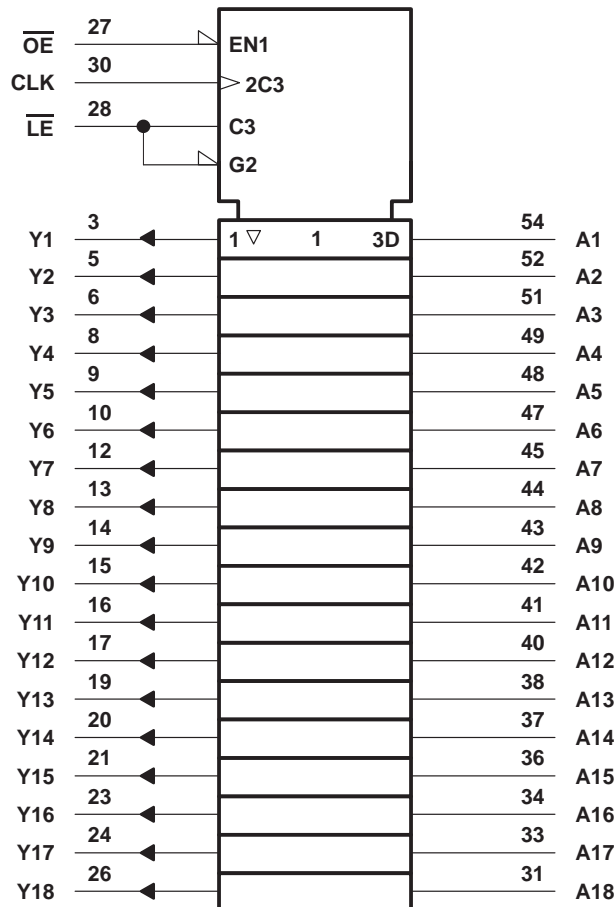 27
O̅E̅ EN1
30
CLK 2C3
28
L̅E̅ C3
G2
3 54
Y1 1 ▽ 1 3D A1
5 52
Y2 A2
6 51
Y3 A3
8 49
Y4 A4
9 48
Y5 A5
10 47
Y6 A6
12 45
Y7 A7
13 44
Y8 A8
14 43
Y9 A9
15 42
Y10 A10
16 41
Y11 A11
17 40
Y12 A12
19 38
Y13 A13
20 37
Y14 A14
21 36
Y15 A15
23 34
Y16 A16
24 33
Y17 A17
26 31
Y18 A18